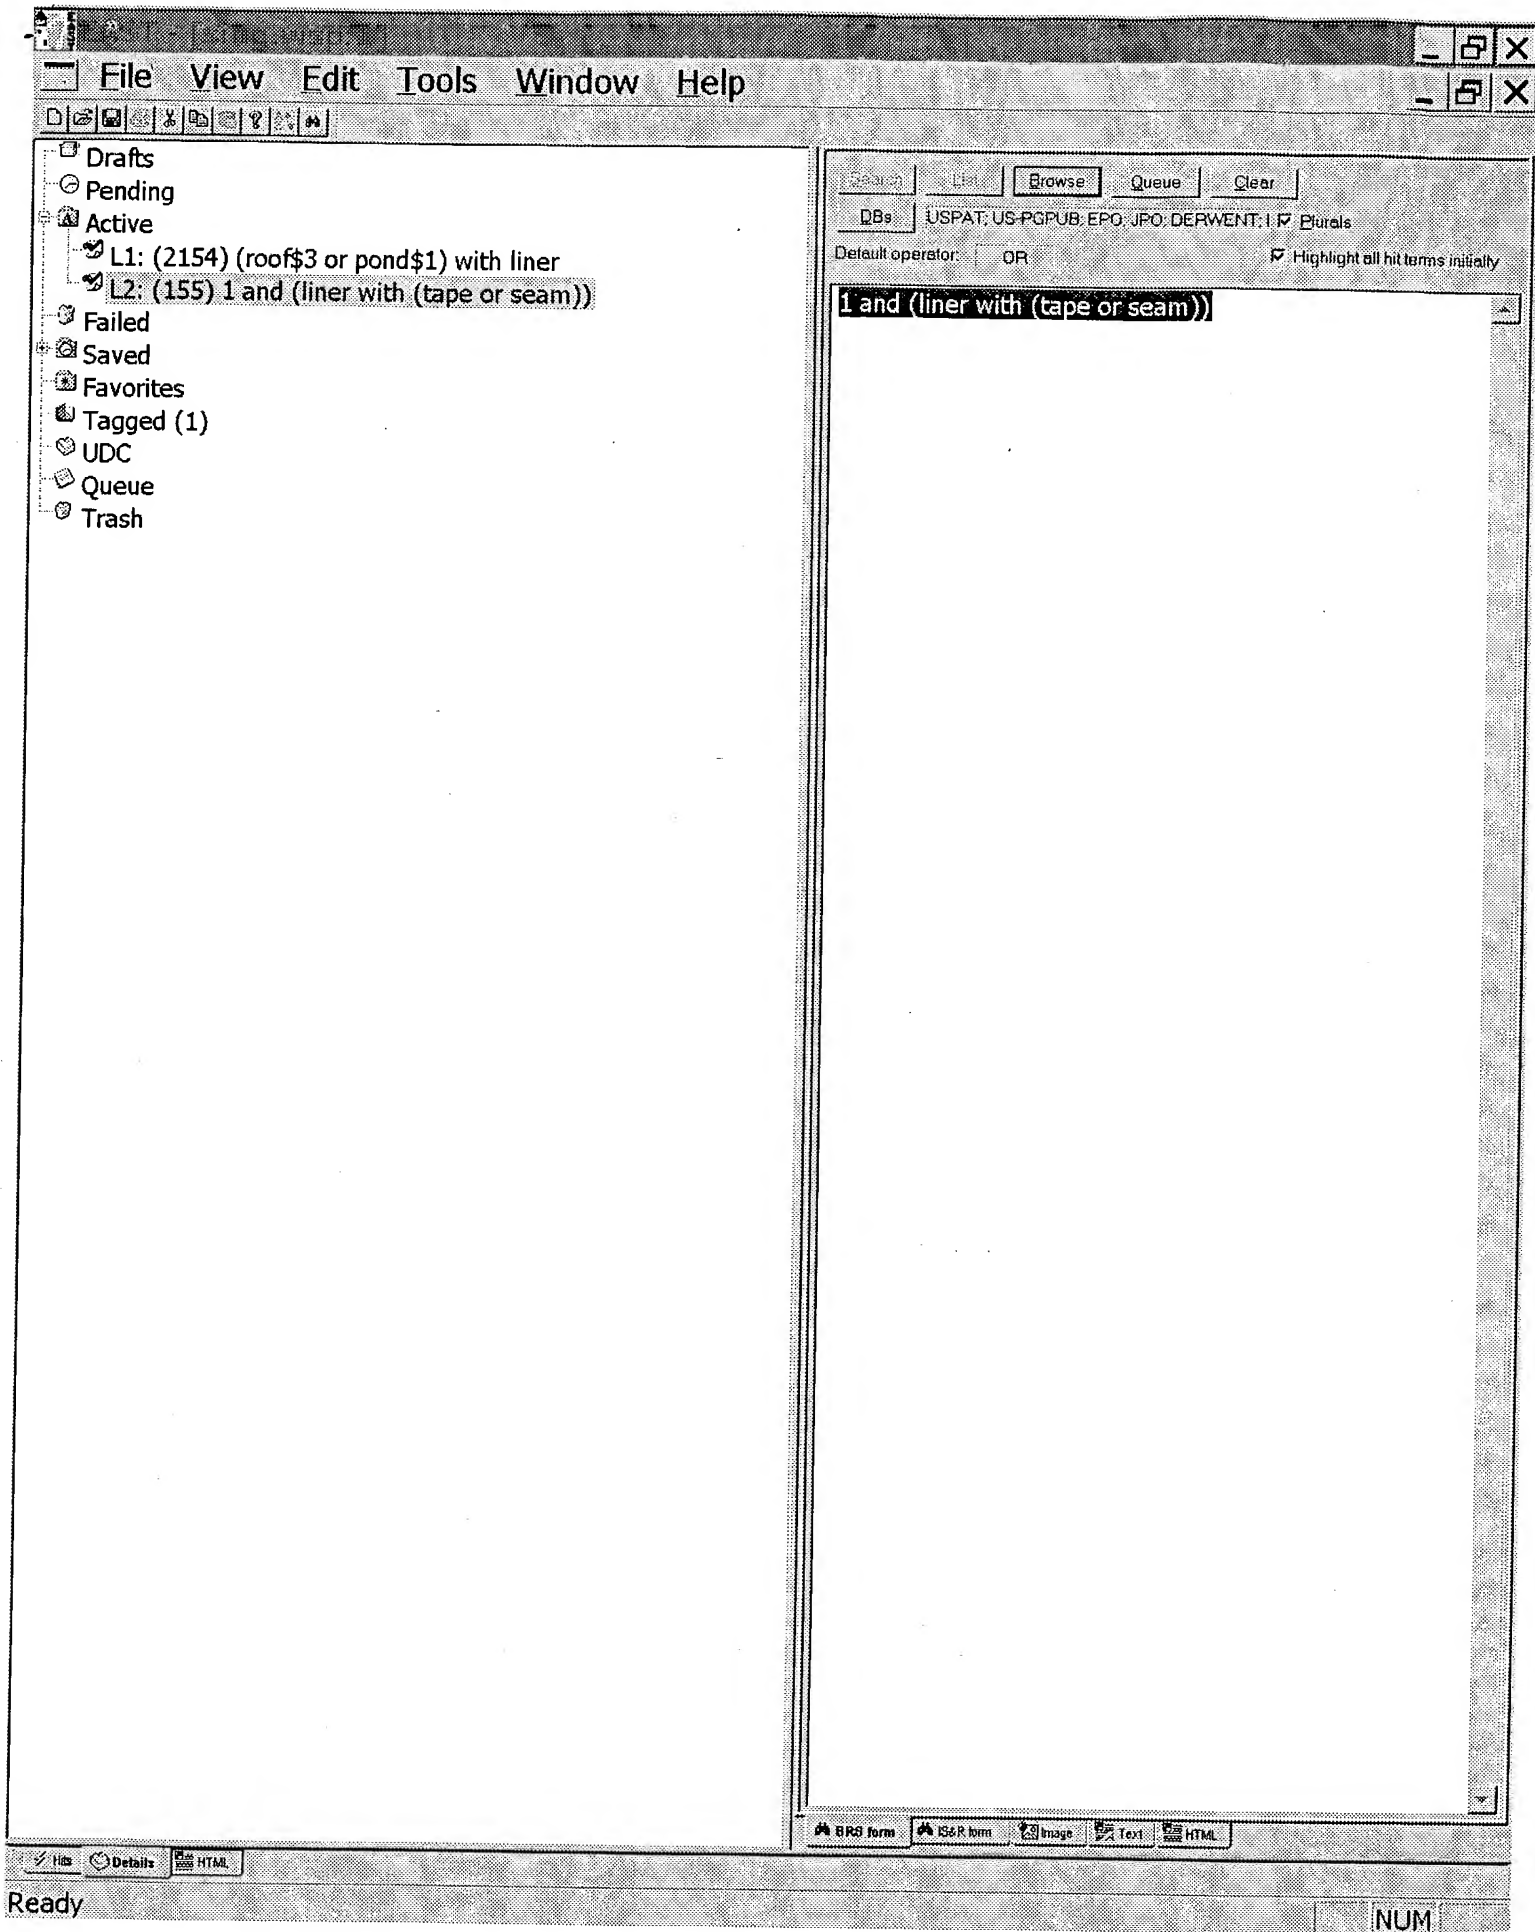 File View Edit Tools Window Help
Drafts
Pending
Active
L1: (2154) (roof$3 or pond$1) with liner
L2: (155) 1 and (liner with (tape or seam))
Failed
Saved
Favorites
Tagged (1)
UDC
Queue
Trash
Search List Browse Queue Clear
DBs USPAT; US-PGPUB; EPO; JPO; DERWENT; I Plurals
Default operator: OR Highlight all hit terms initially
1 and (liner with (tape or seam))
BRS form IS&R form Image Text HTML
Hits Details HTML
Ready
NUM